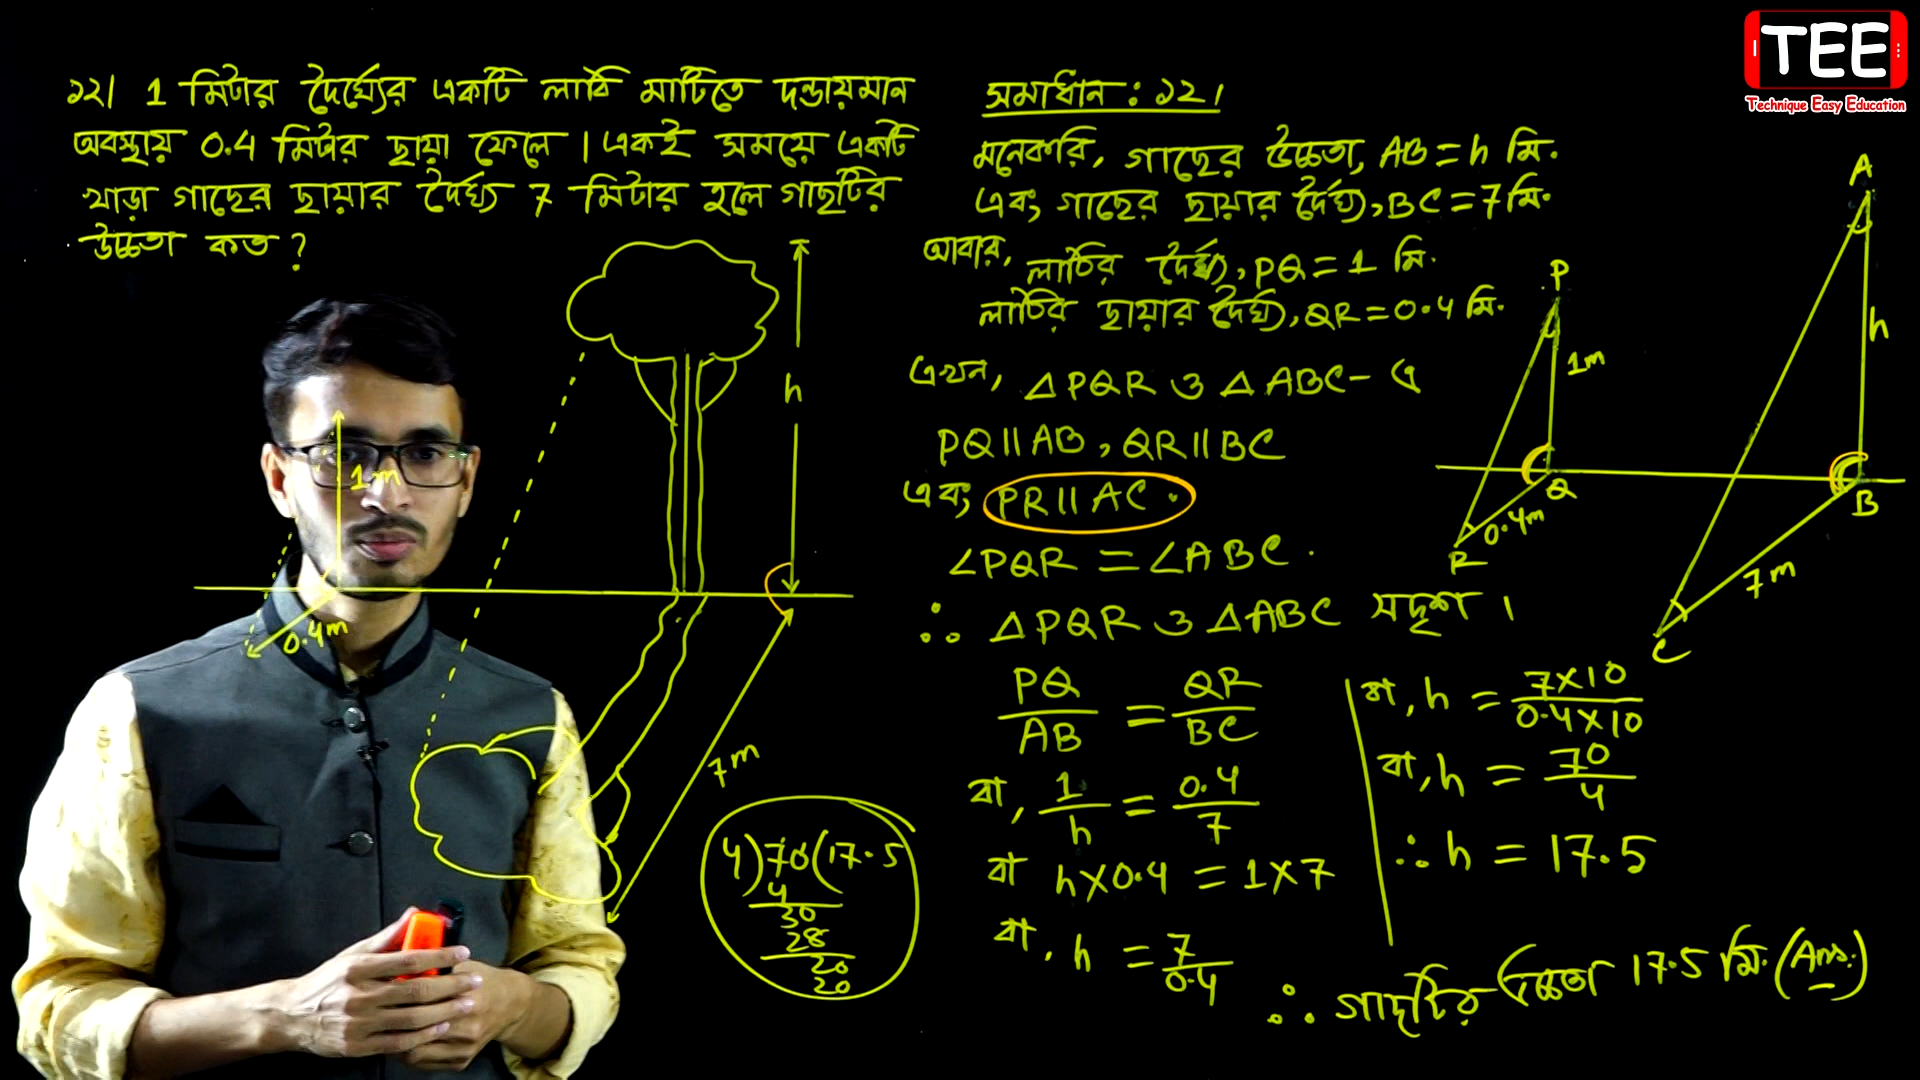 TEE
Technique Easy Education
১২। 1 মিটার দৈর্ঘ্যের একটি লাঠি মাটিতে দন্ডায়মান
অবস্থায় 0.4 মিটার ছায়া ফেলে। একই সময়ে একটি
খাড়া গাছের ছায়ার দৈর্ঘ্য 7 মিটার হলে গাছটির
উচ্চতা কত?
h
1m
0.4m
7m
4)70(17.5
4
30
28
20
20
সমাধান: ১২।
মনেকরি, গাছের উচ্চতা, AB = h মি.
এবং গাছের ছায়ার দৈর্ঘ্য, BC = 7 মি.
আবার, লাঠির দৈর্ঘ্য, PQ = 1 মি.
লাঠির ছায়ার দৈর্ঘ্য, QR = 0.4 মি.
এখন, △PQR ও △ABC - এ
PQ||AB, QR||BC
এবং PR||AC.
∠PQR = ∠ABC.
∴ △PQR ও △ABC সদৃশ।
PQ/AB = QR/BC
বা, 1/h = 0.4/7
বা h×0.4 = 1×7
বা, h = 7/0.4
বা, h = 7×10/0.4×10
বা, h = 70/4
∴ h = 17.5
∴ গাছটির উচ্চতা 17.5 মি. (Ans.)
P
1m
Q
0.4m
R
A
h
B
7m
C